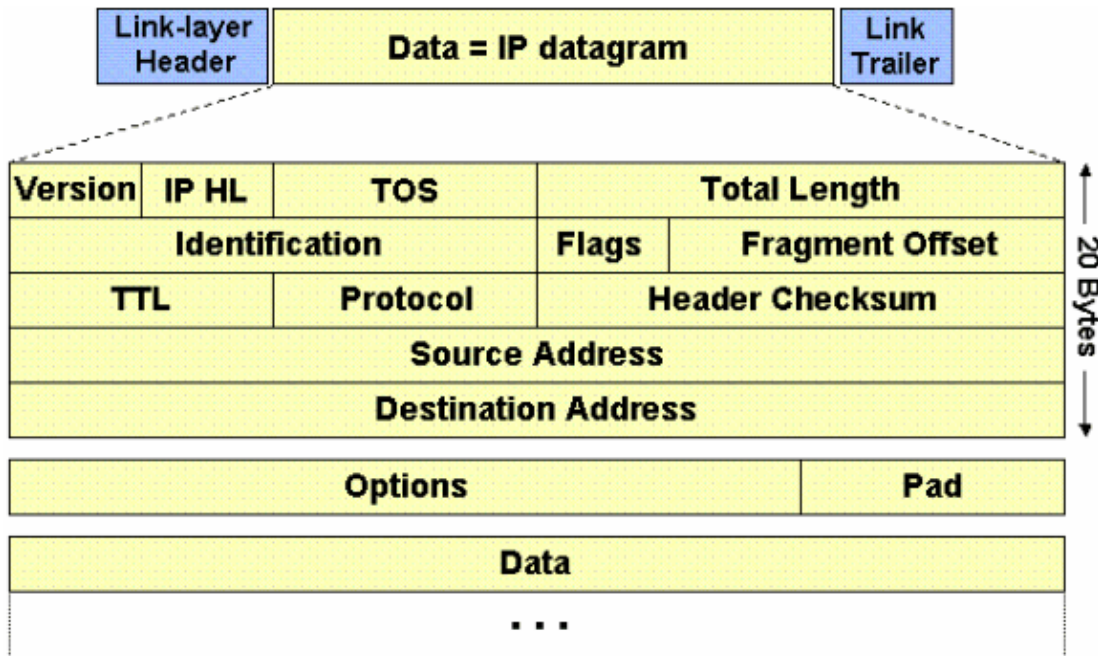 Link-layer
Header
Data = IP datagram
Link
Trailer
Version IP HL TOS Total Length
Identification Flags Fragment Offset
TTL Protocol Header Checksum
Source Address
Destination Address
20 Bytes
Options Pad
Data
...